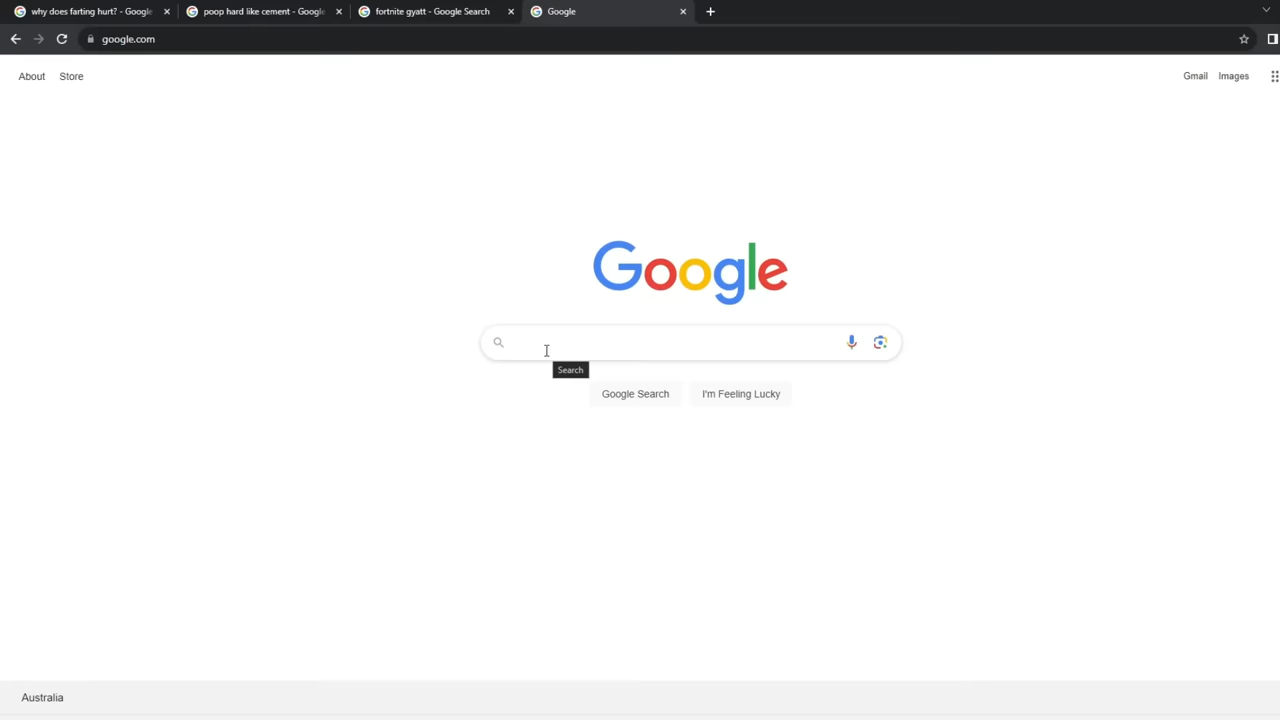 why does farting hurt? - Google
poop hard like cement - Google
fortnite gyatt - Google Search
Google
google.com
About Store
Gmail Images
Google
Search
Google Search I'm Feeling Lucky
Australia